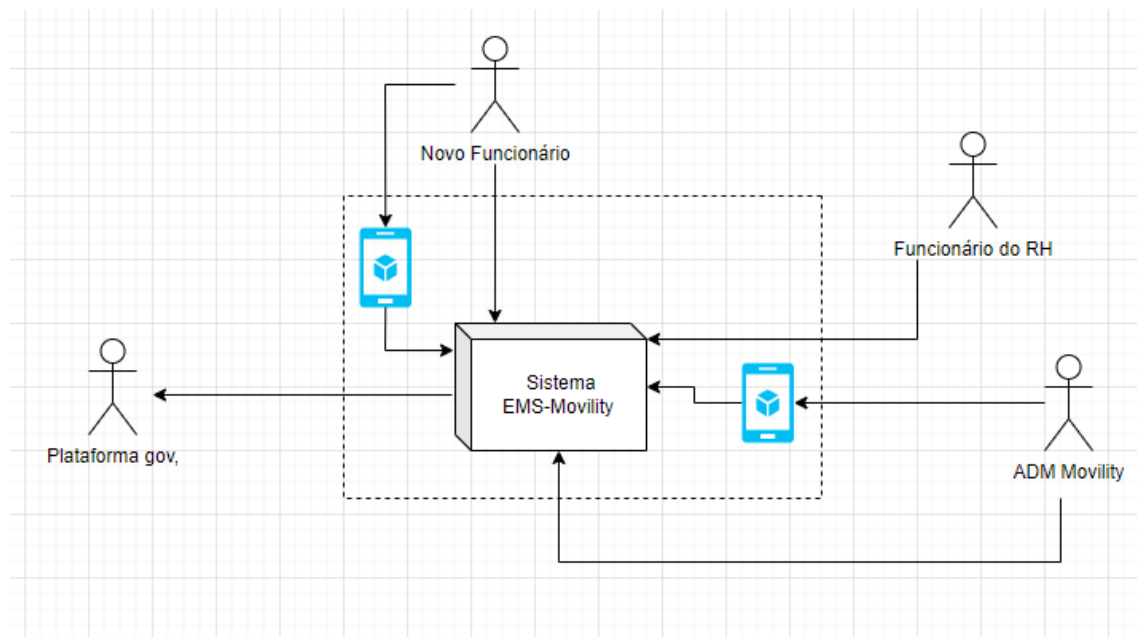 Novo Funcionário
Funcionário do RH
Sistema
EMS-Movility
Plataforma gov,
ADM Movility